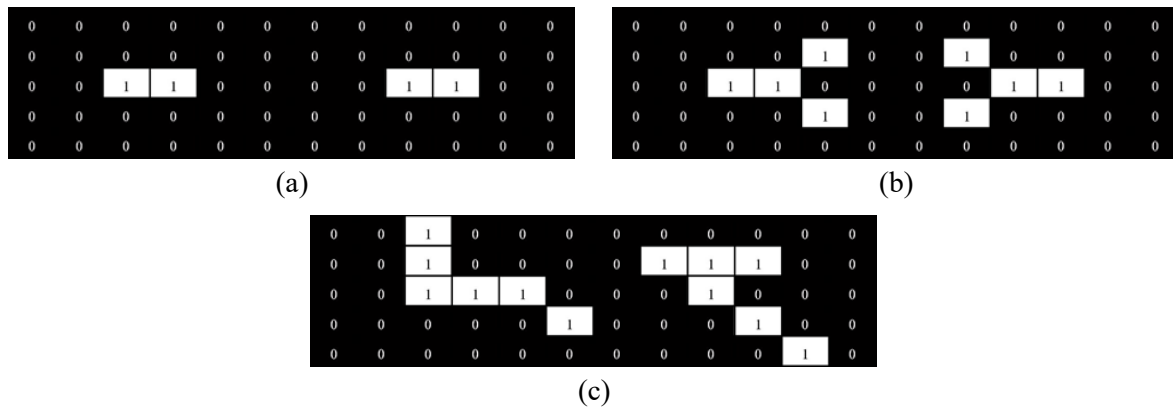 0 0 0 0 0 0 0 0 0 0 0 0
0 0 0 0 0 0 0 0 0 0 0 0
0 0 1 1 0 0 0 0 1 1 0 0
0 0 0 0 0 0 0 0 0 0 0 0
0 0 0 0 0 0 0 0 0 0 0 0
(a)
0 0 0 0 0 0 0 0 0 0 0 0
0 0 0 0 1 0 0 1 0 0 0 0
0 0 1 1 0 0 0 0 1 1 0 0
0 0 0 0 1 0 0 1 0 0 0 0
0 0 0 0 0 0 0 0 0 0 0 0
(b)
0 0 1 0 0 0 0 0 0 0 0 0
0 0 1 0 0 0 0 1 1 1 0 0
0 0 1 1 1 0 0 0 1 0 0 0
0 0 0 0 0 1 0 0 0 1 0 0
0 0 0 0 0 0 0 0 0 0 1 0
(c)